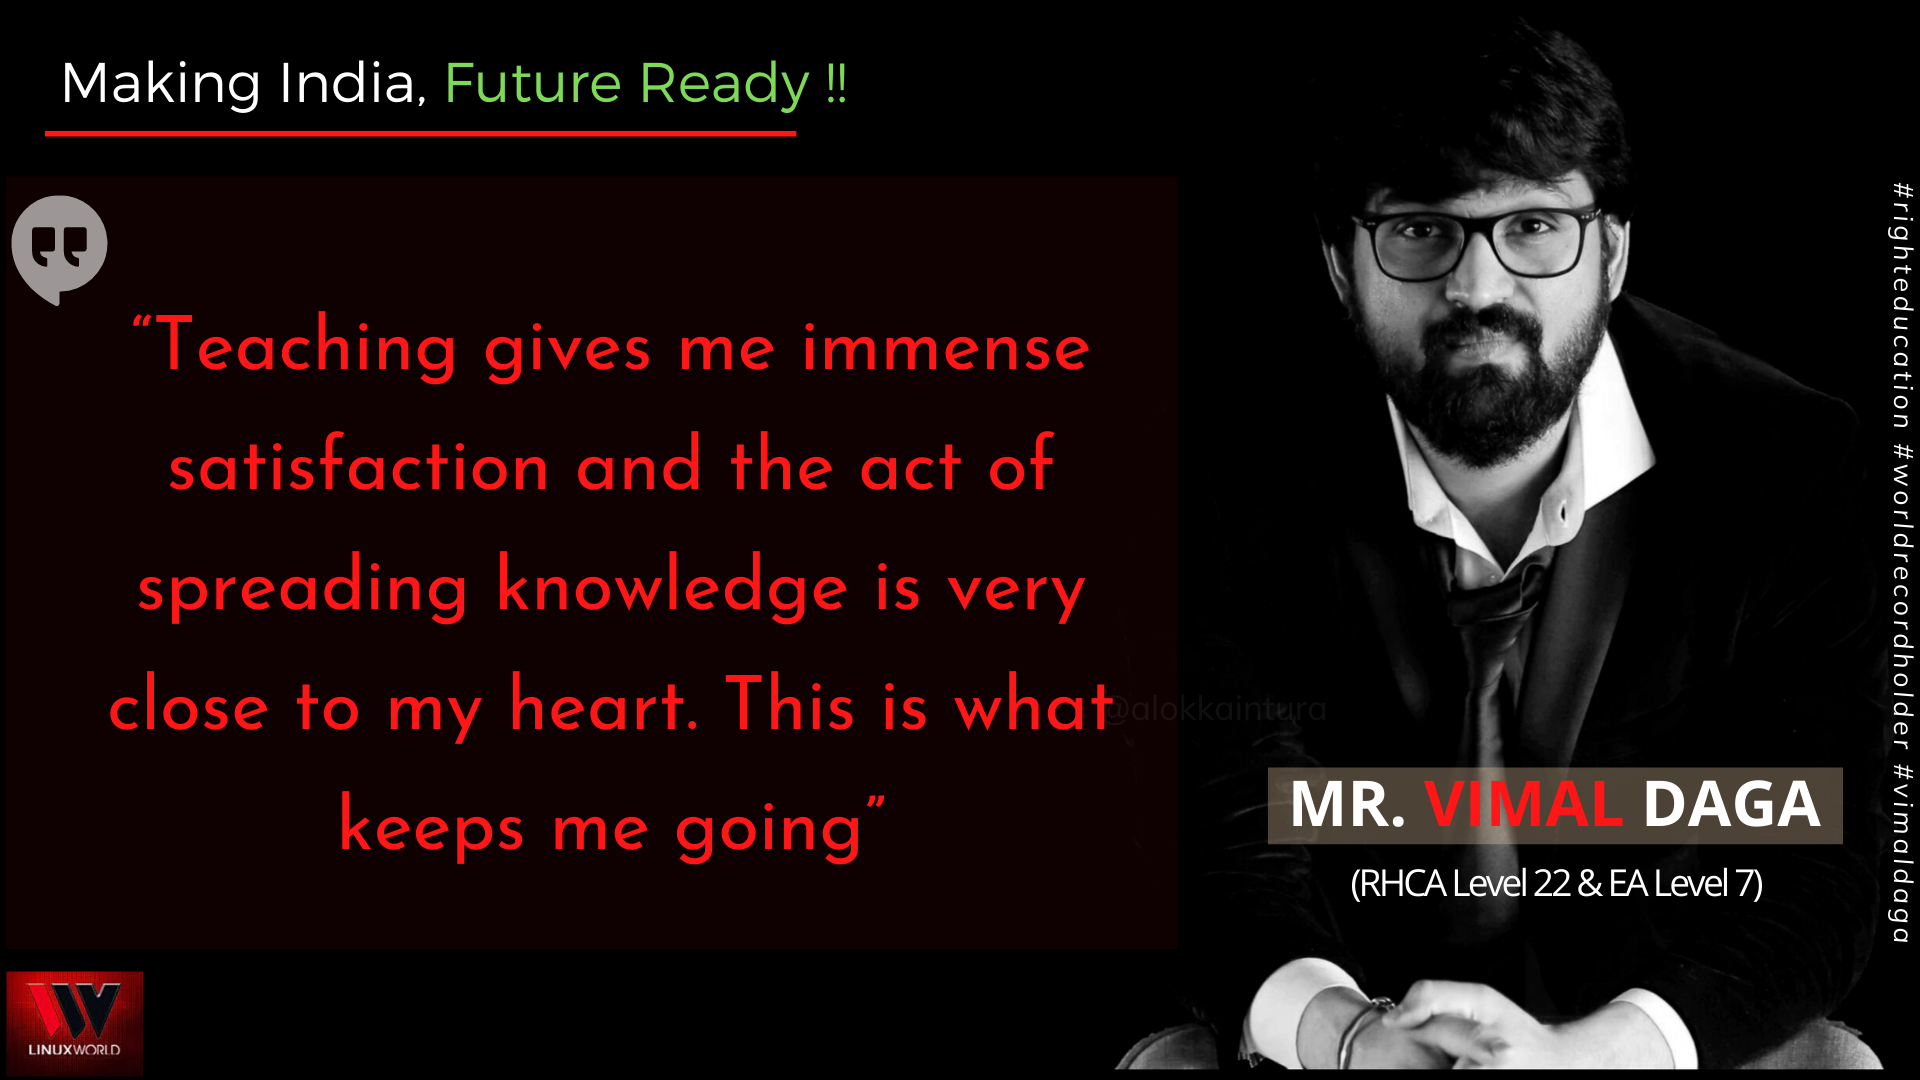 Making India, Future Ready !!
“Teaching gives me immense
satisfaction and the act of
spreading knowledge is very
close to my heart. This is what
keeps me going”
@alokkaintura
MR. VIMAL DAGA
(RHCA Level 22 & EA Level 7)
#righteducation #worldrecordholder #vimaldaga
LINUXWORLD